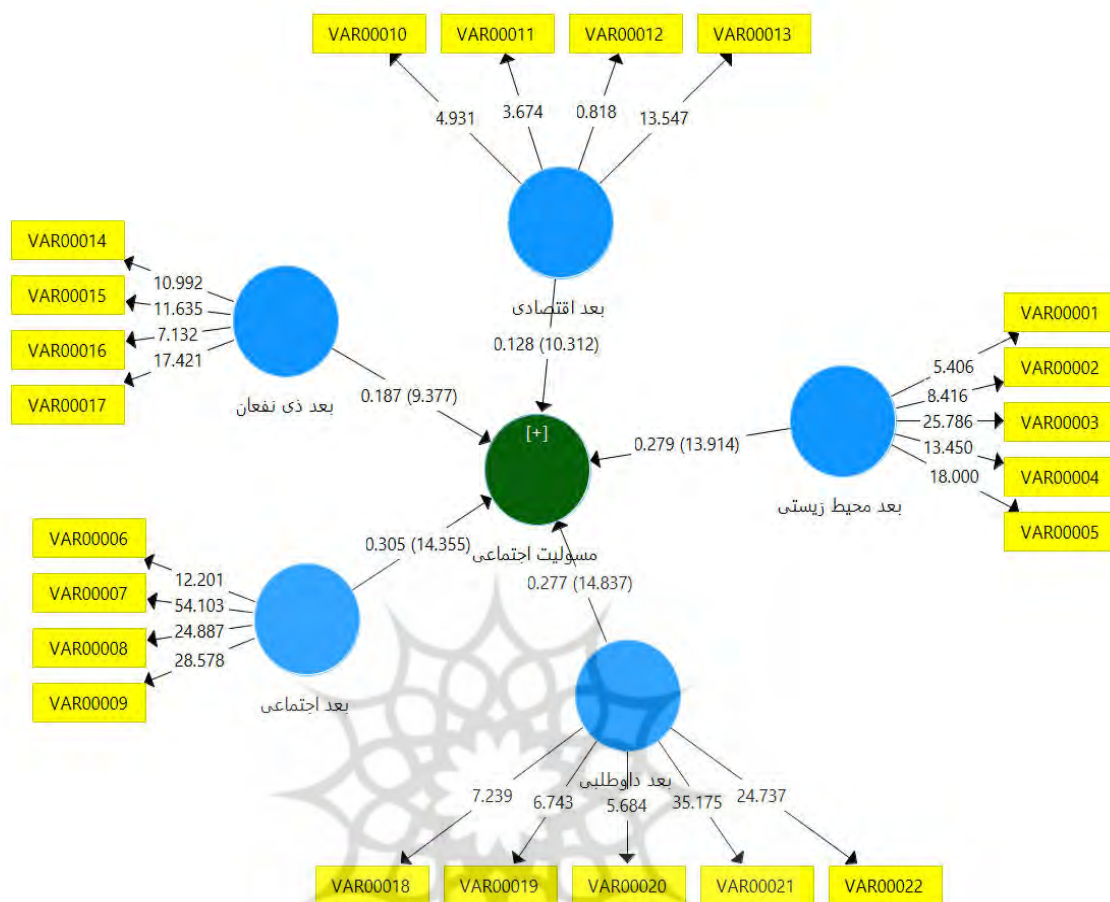 VAR00010 VAR00011 VAR00012 VAR00013
4.931 3.674 0.818 13.547
بعد اقتصادی
0.128 (10.312)
VAR00014
VAR00015
VAR00016
VAR00017
10.992
11.635
7.132
17.421
بعد ذی نفعان
0.187 (9.377)
VAR00001
VAR00002
VAR00003
VAR00004
VAR00005
5.406
8.416
25.786
13.450
18.000
بعد محیط زیستی
0.279 (13.914)
[+]
مسولیت اجتماعی
VAR00006
VAR00007
VAR00008
VAR00009
12.201
54.103
24.887
28.578
بعد اجتماعی
0.305 (14.355)
0.277 (14.837)
بعد داوطلبی
7.239 6.743 5.684 35.175 24.737
VAR00018 VAR00019 VAR00020 VAR00021 VAR00022